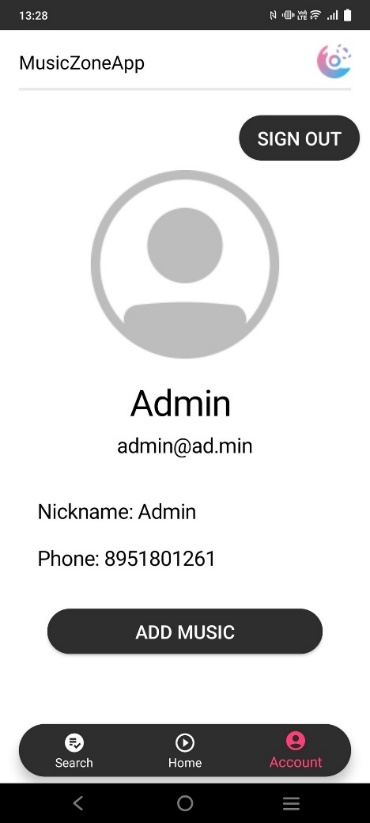 13:28
MusicZoneApp
SIGN OUT
Admin
admin@ad.min
Nickname: Admin
Phone: 8951801261
ADD MUSIC
Search Home Account